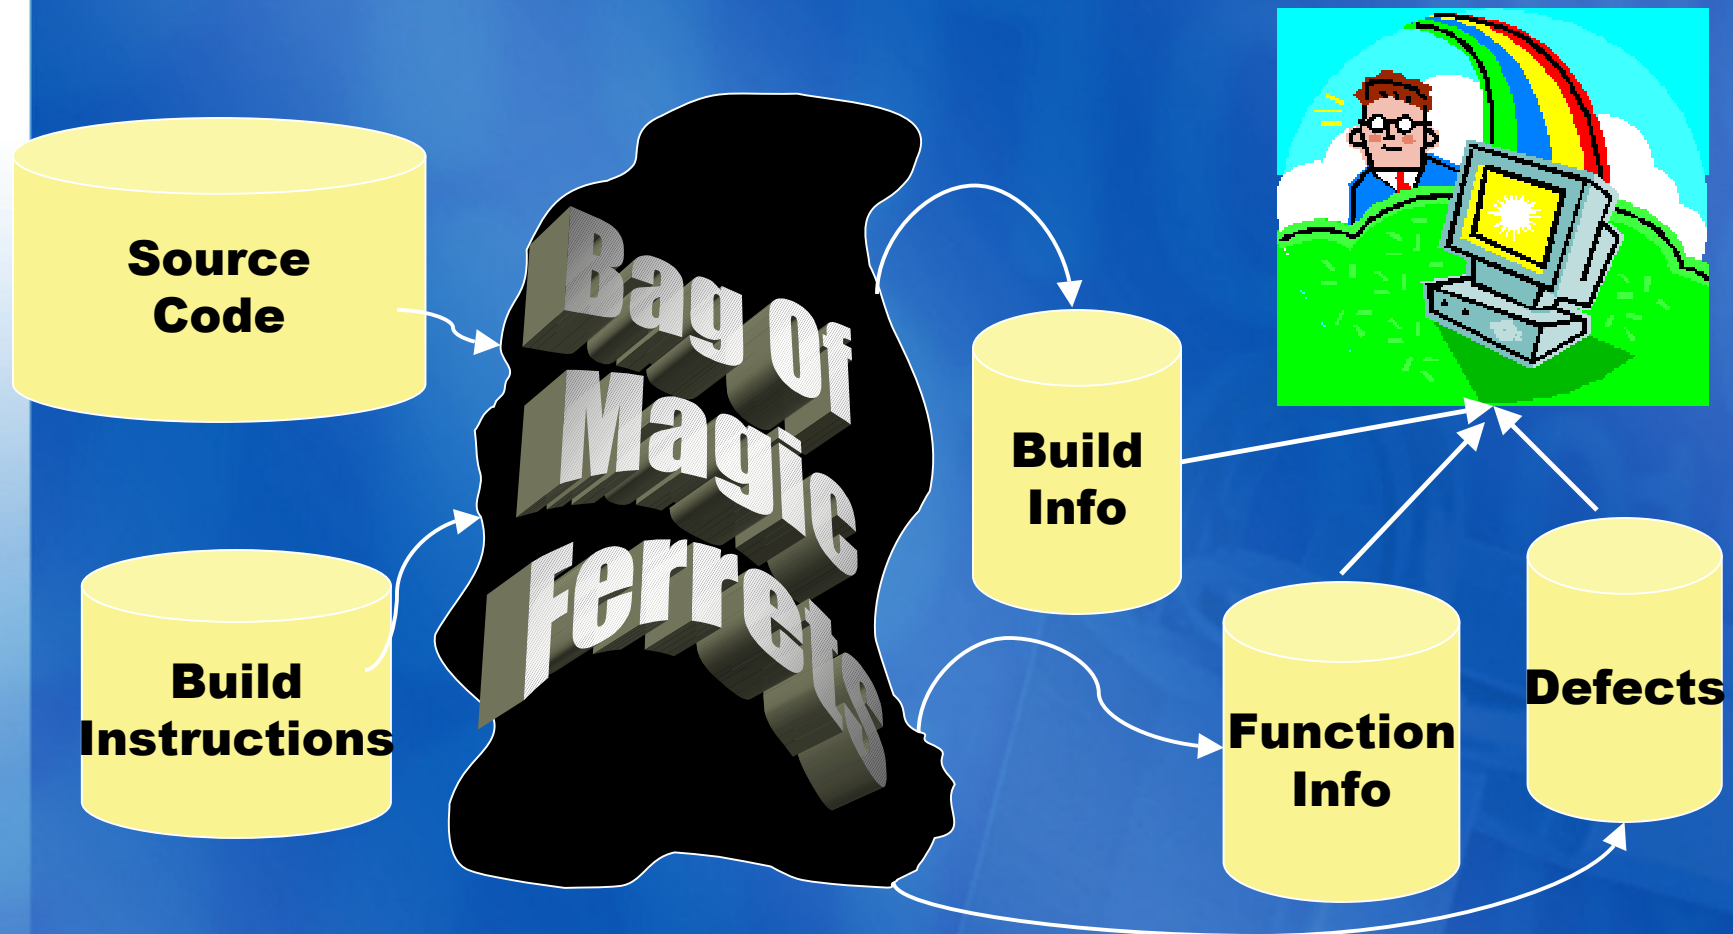 Source
Code
Build
Instructions
Bag Of
Magic
Ferrets
Build
Info
Function
Info
Defects